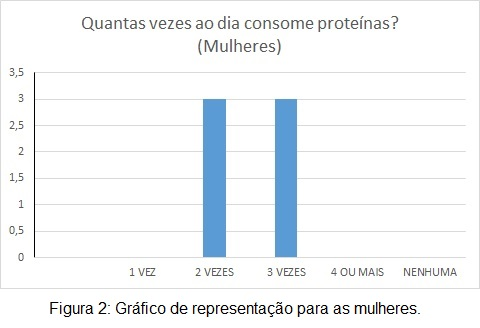 Quantas vezes ao dia consome proteínas?
(Mulheres)
3,5
3
2,5
2
1,5
1
0,5
0
1 VEZ 2 VEZES 3 VEZES 4 OU MAIS NENHUMA
Figura 2: Gráfico de representação para as mulheres.